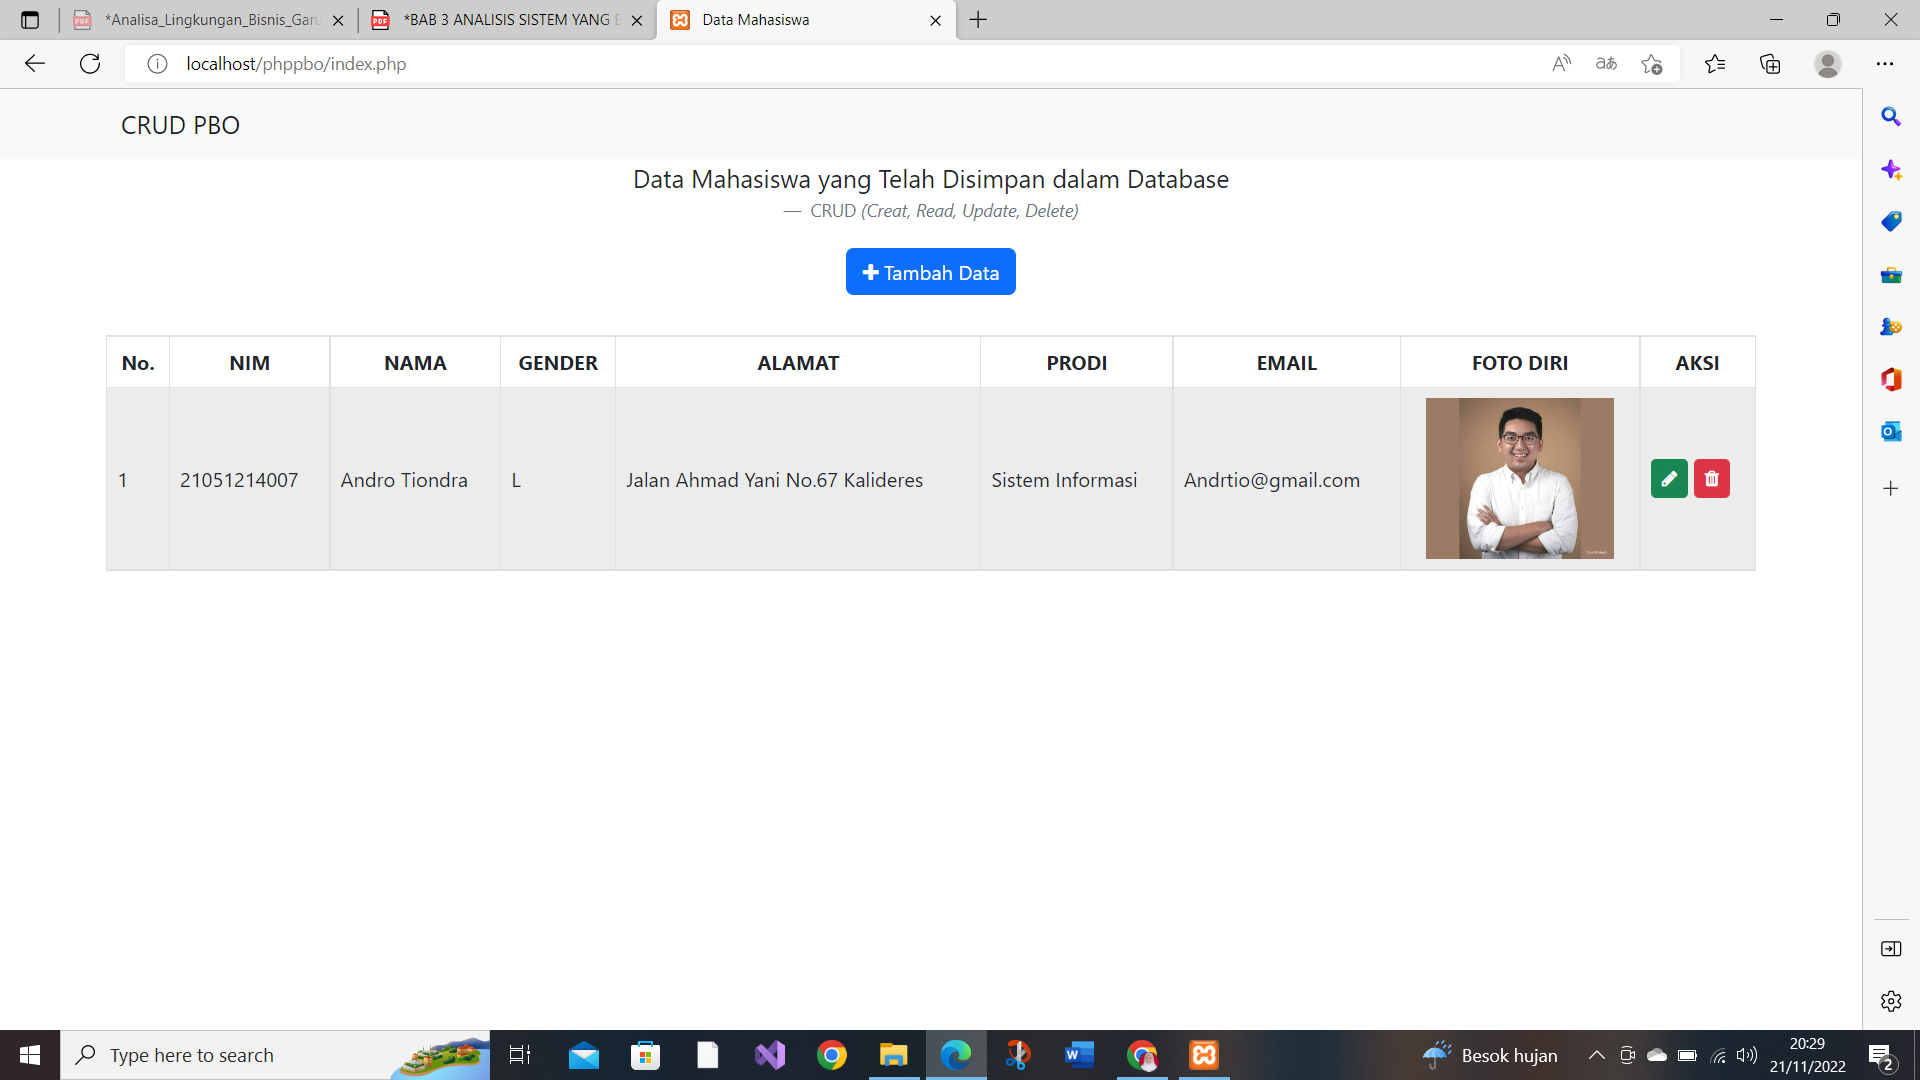 *Analisa_Lingkungan_Bisnis_Garu
*BAB 3 ANALISIS SISTEM YANG B
Data Mahasiswa
localhost/phppbo/index.php
CRUD PBO
Data Mahasiswa yang Telah Disimpan dalam Database
— CRUD (Creat, Read, Update, Delete)
Tambah Data
No. NIM NAMA GENDER ALAMAT PRODI EMAIL FOTO DIRI AKSI
1 21051214007 Andro Tiondra L Jalan Ahmad Yani No.67 Kalideres Sistem Informasi Andrtio@gmail.com
Type here to search
Besok hujan
20:29
21/11/2022
2